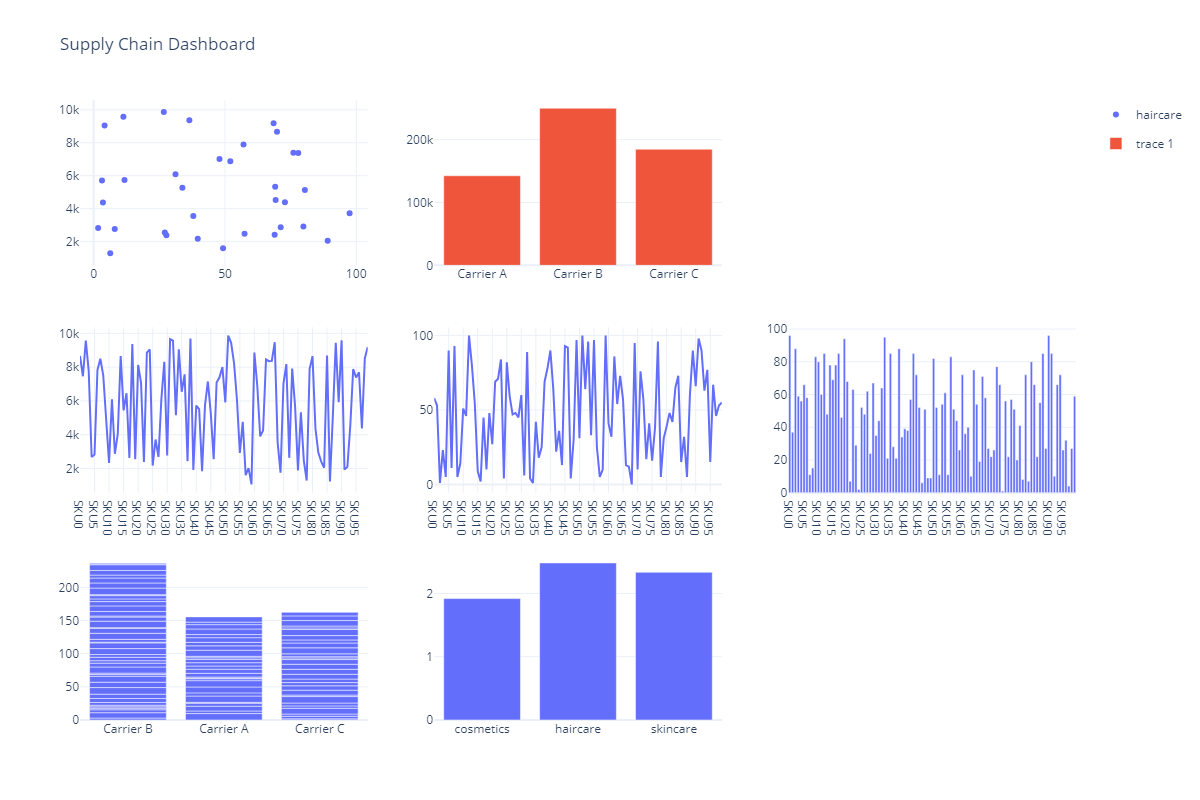 Supply Chain Dashboard
10k
8k
6k
4k
2k
0 50 100
200k
100k
0
Carrier A Carrier B Carrier C
haircare
trace 1
10k
8k
6k
4k
2k
SKU0 SKU5 SKU10 SKU15 SKU20 SKU25 SKU30 SKU35 SKU40 SKU45 SKU50 SKU55 SKU60 SKU65 SKU70 SKU75 SKU80 SKU85 SKU90 SKU95
100
50
0
SKU0 SKU5 SKU10 SKU15 SKU20 SKU25 SKU30 SKU35 SKU40 SKU45 SKU50 SKU55 SKU60 SKU65 SKU70 SKU75 SKU80 SKU85 SKU90 SKU95
100
80
60
40
20
0
SKU0 SKU5 SKU10 SKU15 SKU20 SKU25 SKU30 SKU35 SKU40 SKU45 SKU50 SKU55 SKU60 SKU65 SKU70 SKU75 SKU80 SKU85 SKU90 SKU95
200
150
100
50
0
Carrier B Carrier A Carrier C
2
1
0
cosmetics haircare skincare